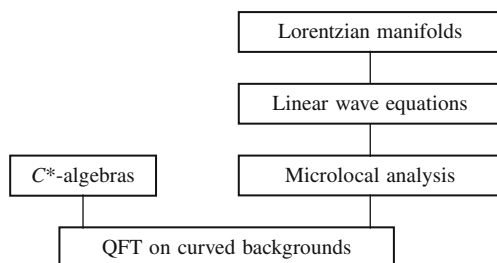 Lorentzian manifolds
Linear wave equations
C*-algebras
Microlocal analysis
QFT on curved backgrounds